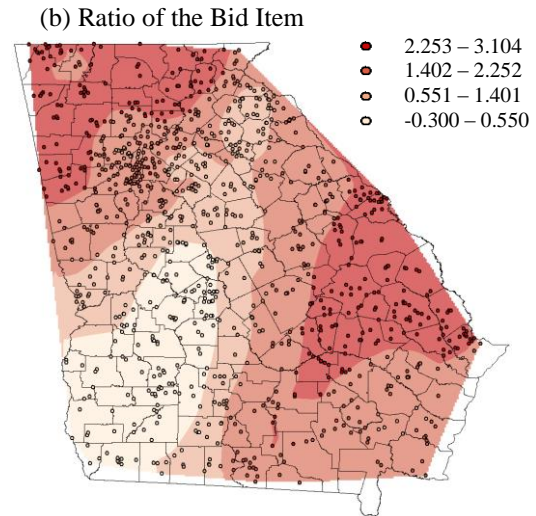 (b) Ratio of the Bid Item
2.253 – 3.104
1.402 – 2.252
0.551 – 1.401
-0.300 – 0.550